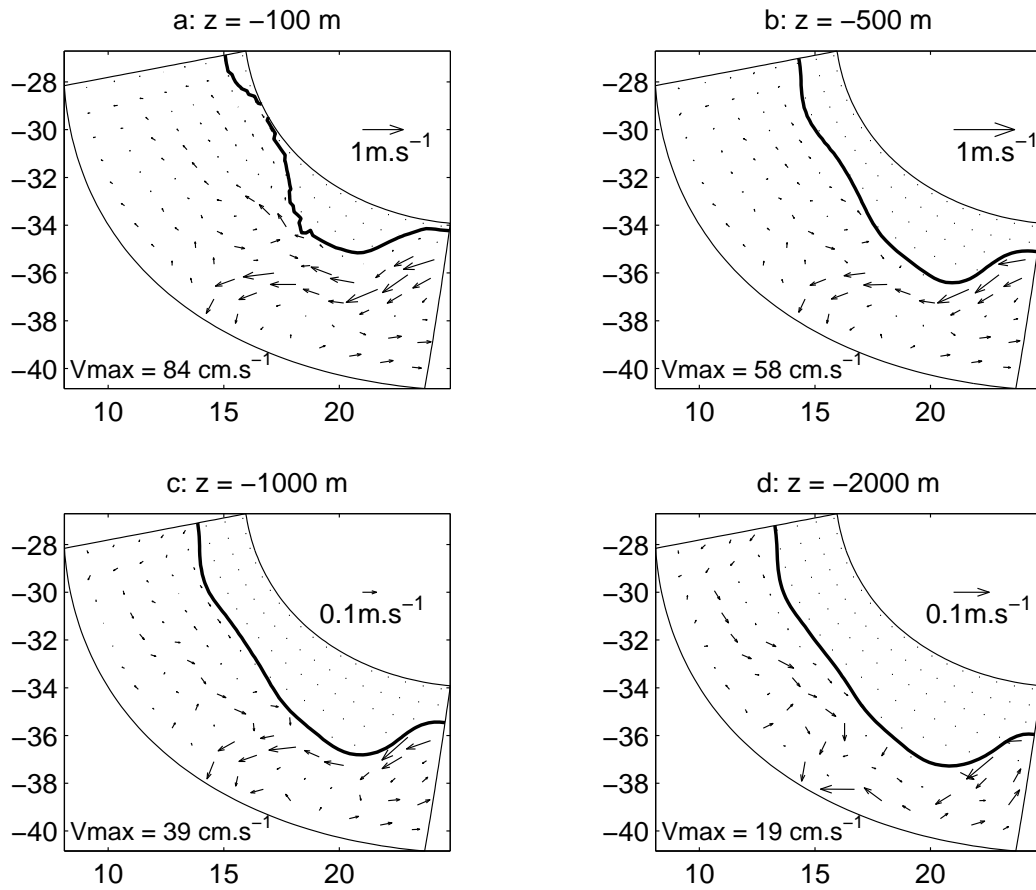 a: z = −100 m
−28
−30
−32
−34
−36
−38
−40
1m.s⁻¹
Vmax = 84 cm.s⁻¹
10 15 20
b: z = −500 m
−28
−30
−32
−34
−36
−38
−40
1m.s⁻¹
Vmax = 58 cm.s⁻¹
10 15 20
c: z = −1000 m
−28
−30
−32
−34
−36
−38
−40
0.1m.s⁻¹
Vmax = 39 cm.s⁻¹
10 15 20
d: z = −2000 m
−28
−30
−32
−34
−36
−38
−40
0.1m.s⁻¹
Vmax = 19 cm.s⁻¹
10 15 20